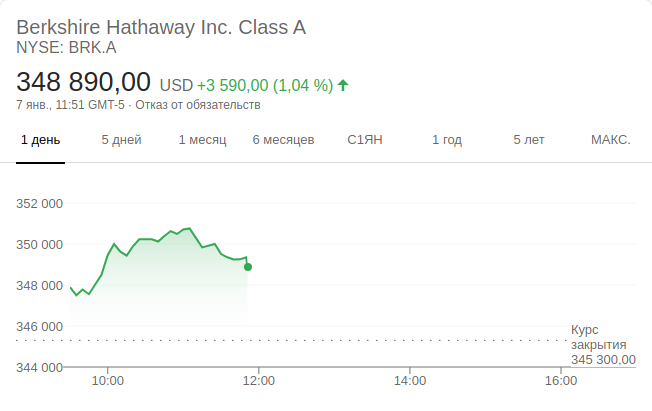 Berkshire Hathaway Inc. Class A
NYSE: BRK.A
348 890,00 USD +3 590,00 (1,04 %)
7 янв., 11:51 GMT-5 · Отказ от обязательств
1 день 5 дней 1 месяц 6 месяцев С1ЯН 1 год 5 лет МАКС.
352 000
350 000
348 000
346 000
Курс
закрытия
345 300,00
344 000
10:00 12:00 14:00 16:00